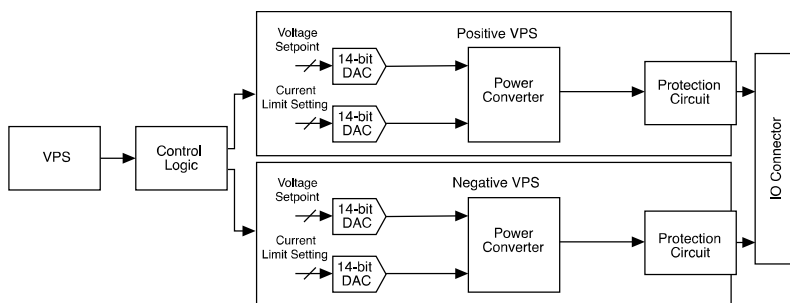 VPS
Control
Logic
Positive VPS
Voltage
Setpoint
14-bit
DAC
Current
Limit Setting
14-bit
DAC
Power
Converter
Protection
Circuit
Negative VPS
Voltage
Setpoint
14-bit
DAC
Current
Limit Setting
14-bit
DAC
Power
Converter
Protection
Circuit
IO Connector